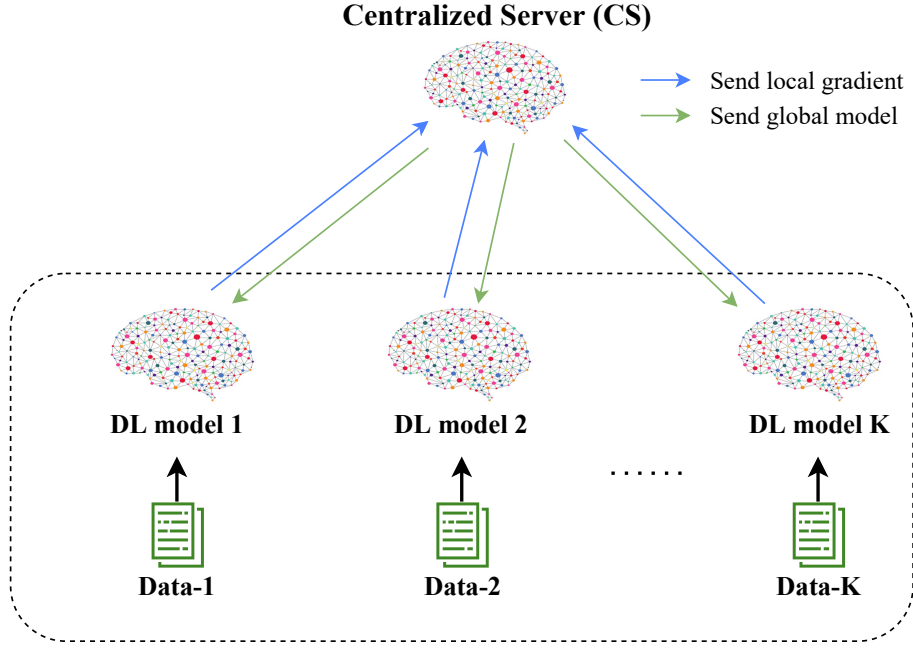 Centralized Server (CS)
Send local gradient
Send global model
DL model 1
DL model 2
DL model K
. . . . . .
Data-1
Data-2
Data-K